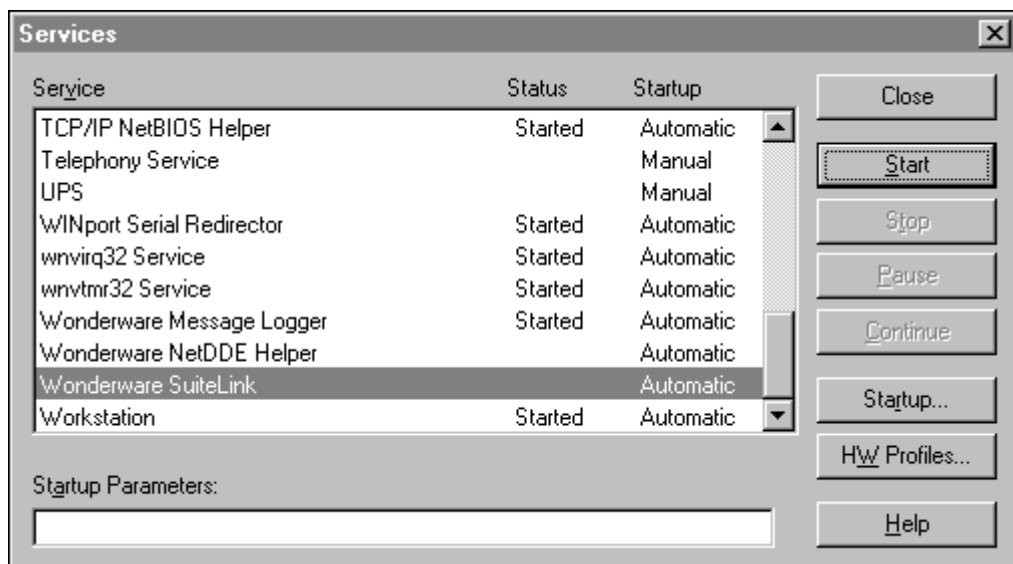 Services
Service Status Startup
TCP/IP NetBIOS Helper Started Automatic
Telephony Service Manual
UPS Manual
WINport Serial Redirector Started Automatic
wnvirq32 Service Started Automatic
wnvtmr32 Service Started Automatic
Wonderware Message Logger Started Automatic
Wonderware NetDDE Helper Automatic
Wonderware SuiteLink Automatic
Workstation Started Automatic
Startup Parameters:
Close
Start
Stop
Pause
Continue
Startup...
HW Profiles...
Help